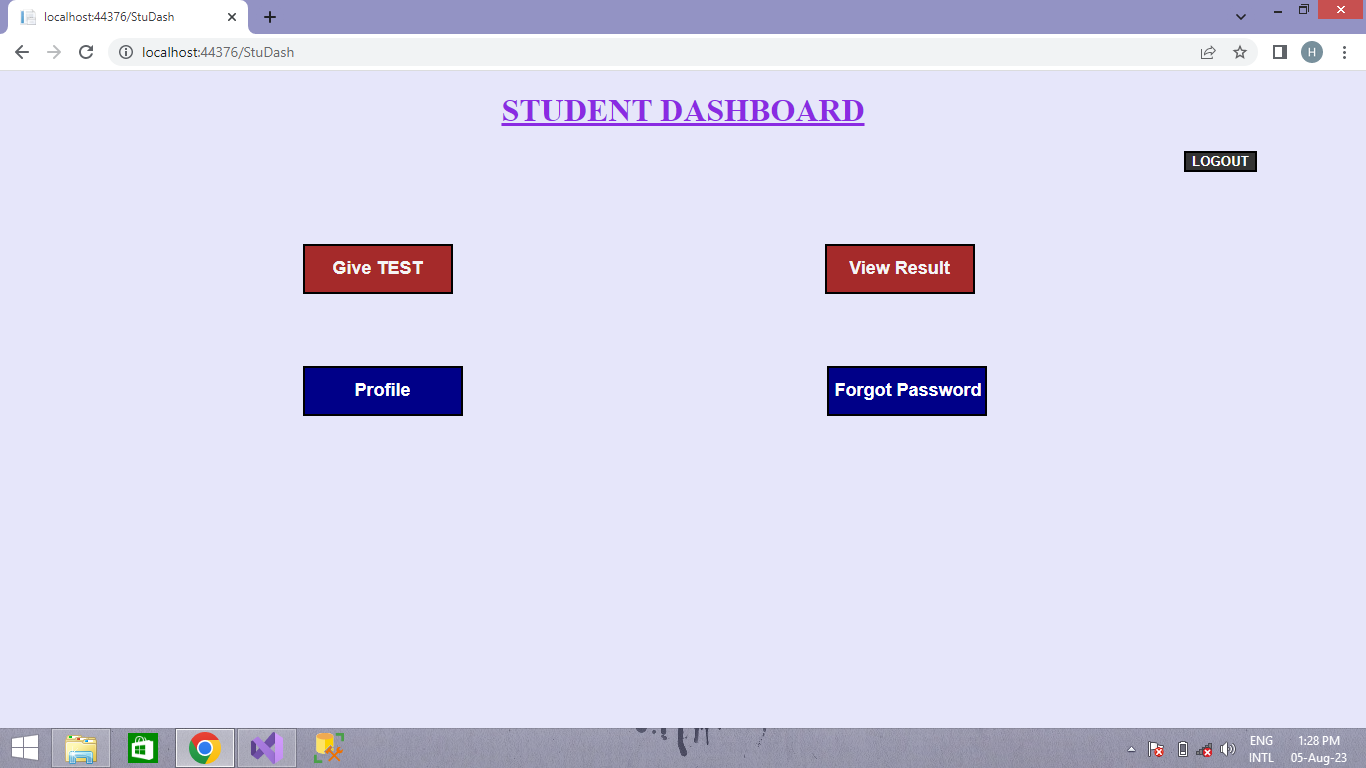 localhost:44376/StuDash
localhost:44376/StuDash
H
STUDENT DASHBOARD
LOGOUT
Give TEST
View Result
Profile
Forgot Password
ENG
1:28 PM
INTL
05-Aug-23